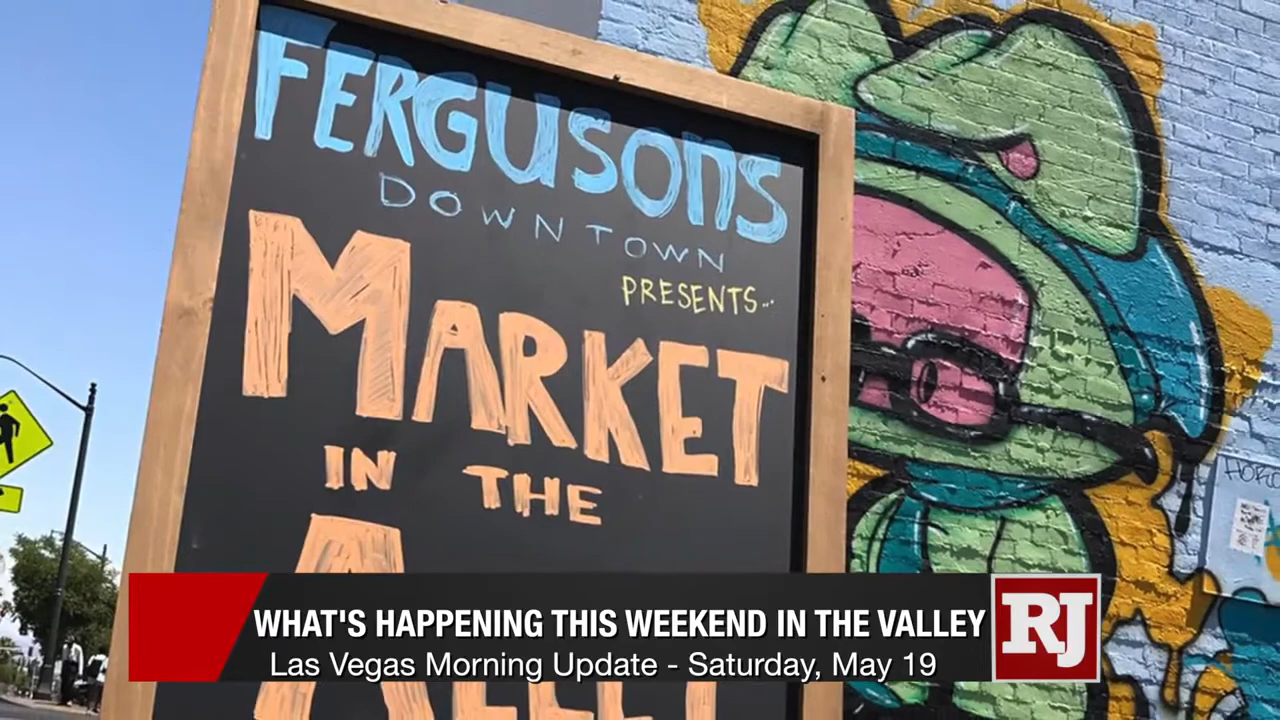 FERGUSONS
DOWNTOWN
PRESENTS...
MARKET
IN THE
ALLEY
WHAT'S HAPPENING THIS WEEKEND IN THE VALLEY
Las Vegas Morning Update - Saturday, May 19
RJ